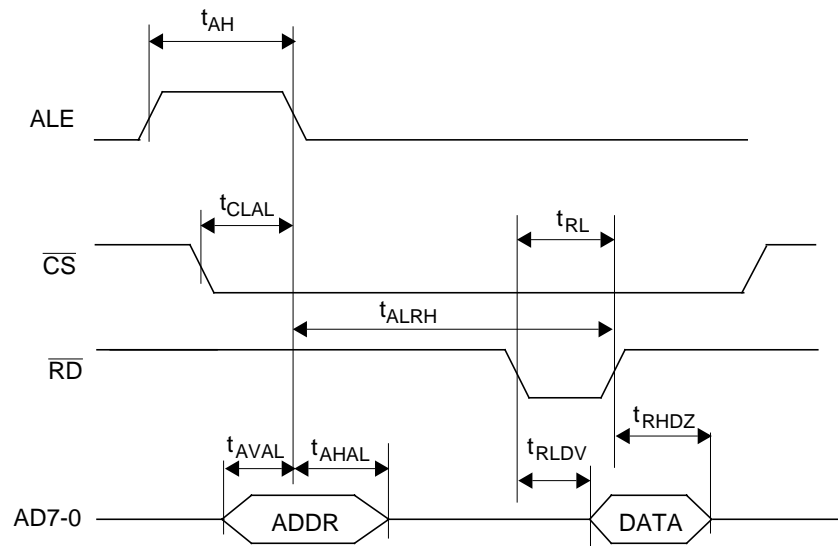 tAH
ALE
tCLAL
tRL
CS
tALRH
RD
tRHDZ
tAVAL
tAHAL
tRLDV
AD7-0
ADDR
DATA